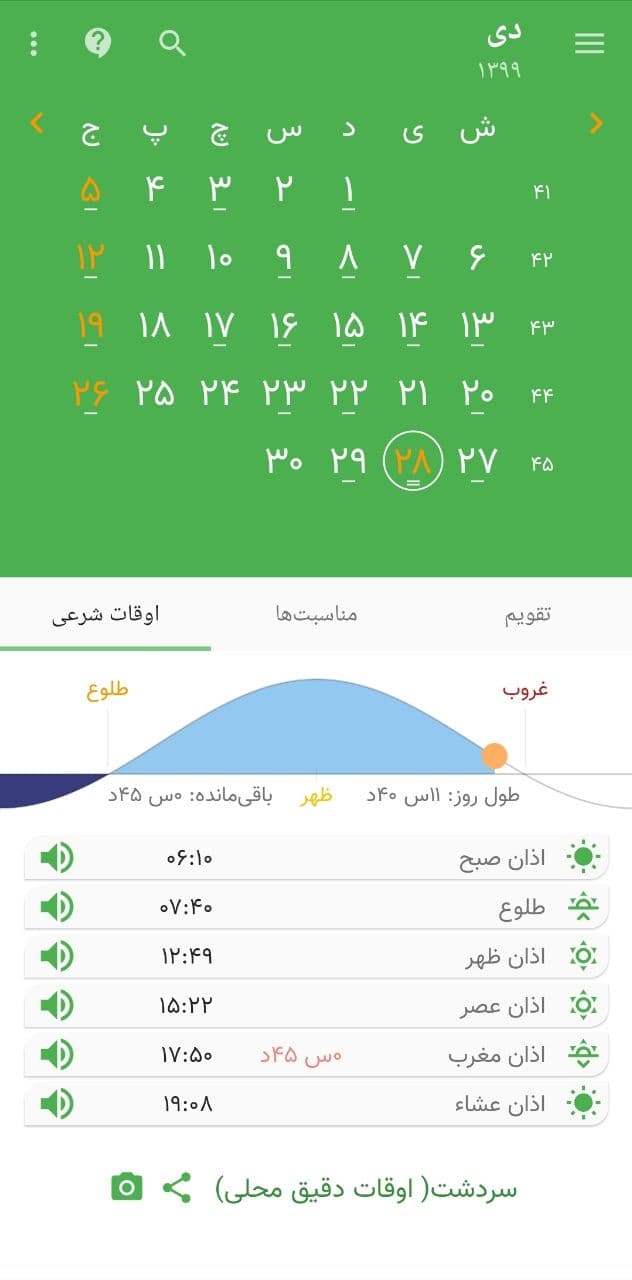 دی
۱۳۹۹
ش ی د س چ پ ج
۴۱ ۱ ۲ ۳ ۴ ۵
۴۲ ۶ ۷ ۸ ۹ ۱۰ ۱۱ ۱۲
۴۳ ۱۳ ۱۴ ۱۵ ۱۶ ۱۷ ۱۸ ۱۹
۴۴ ۲۰ ۲۱ ۲۲ ۲۳ ۲۴ ۲۵ ۲۶
۴۵ ۲۷ ۲۸ ۲۹ ۳۰
تقویم مناسبت‌ها اوقات شرعی
غروب طلوع
طول روز: ۱۱س ۴۰د ظهر باقی‌مانده: ۰س ۴۵د
اذان صبح ۰۶:۱۰
طلوع ۰۷:۴۰
اذان ظهر ۱۲:۴۹
اذان عصر ۱۵:۲۲
اذان مغرب ۰س ۴۵د ۱۷:۵۰
اذان عشاء ۱۹:۰۸
سردشت( اوقات دقیق محلی)